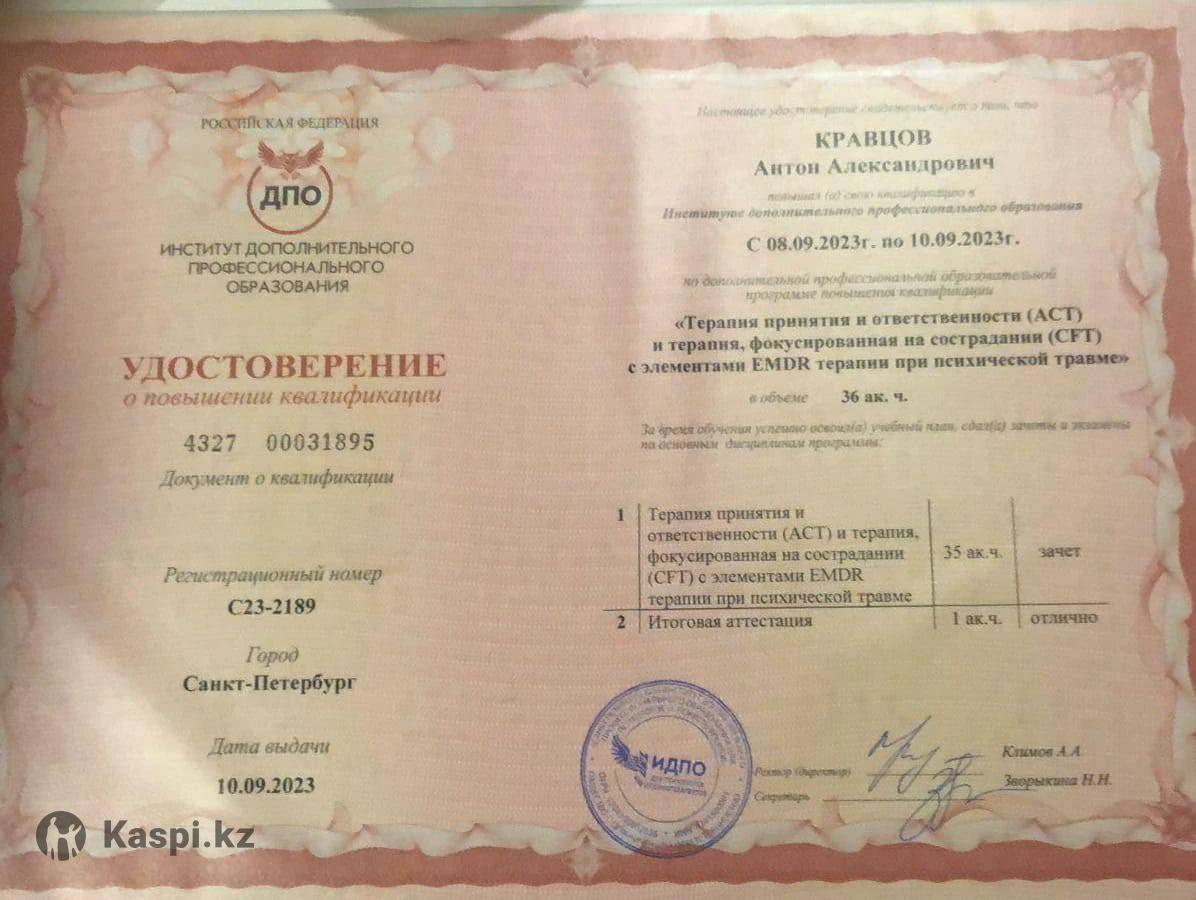 РОССИЙСКАЯ ФЕДЕРАЦИЯ
ДПО
ИНСТИТУТ ДОПОЛНИТЕЛЬНОГО
ПРОФЕССИОНАЛЬНОГО
ОБРАЗОВАНИЯ
УДОСТОВЕРЕНИЕ
о повышении квалификации
4327 00031895
Документ о квалификации
Регистрационный номер
С23-2189
Город
Санкт-Петербург
Дата выдачи
10.09.2023
Kaspi.kz
Настоящее удостоверение свидетельствует о том, что
КРАВЦОВ
Антон Александрович
повышал (а) свою квалификацию в
Институте дополнительного профессионального образования
С 08.09.2023г. по 10.09.2023г.
по дополнительной профессиональной образовательной
программе повышения квалификации
«Терапия принятия и ответственности (ACT)
и терапия, фокусированная на сострадании (CFT)
с элементами EMDR терапии при психической травме»
в объеме 36 ак. ч.
За время обучения успешно освоил(а) учебный план, сдал(а) зачеты и экзамены
по основным дисциплинам программы:
1 Терапия принятия и
ответственности (ACT) и терапия,
фокусированная на сострадании 35 ак.ч. зачет
(CFT) с элементами EMDR
терапии при психической травме
2 Итоговая аттестация 1 ак.ч. отлично
ИДПО
Ректор (директор) Климов А.А
Секретарь Зворыкина Н.Н.